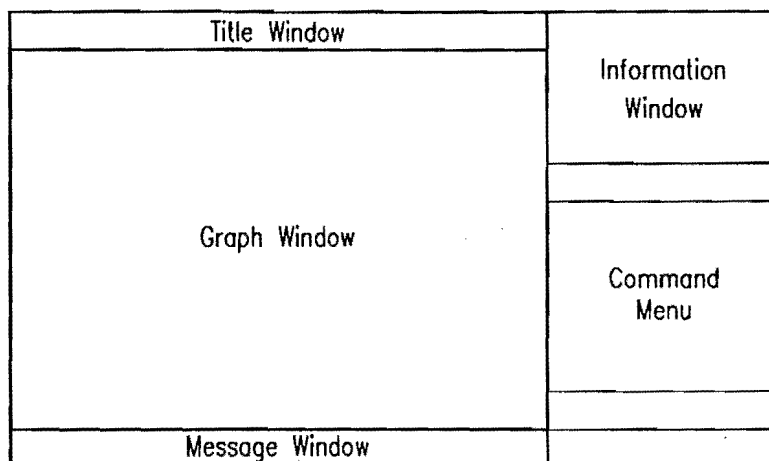 Title Window
Information
Window
Graph Window
Command
Menu
Message Window